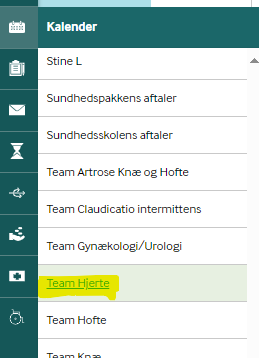 Kalender
Stine L
Sundhedspakkens aftaler
Sundhedsskolens aftaler
Team Artrose Knæ og Hofte
Team Claudicatio intermittens
Team Gynækologi/Urologi
Team Hjerte
Team Hofte
Team Knæ